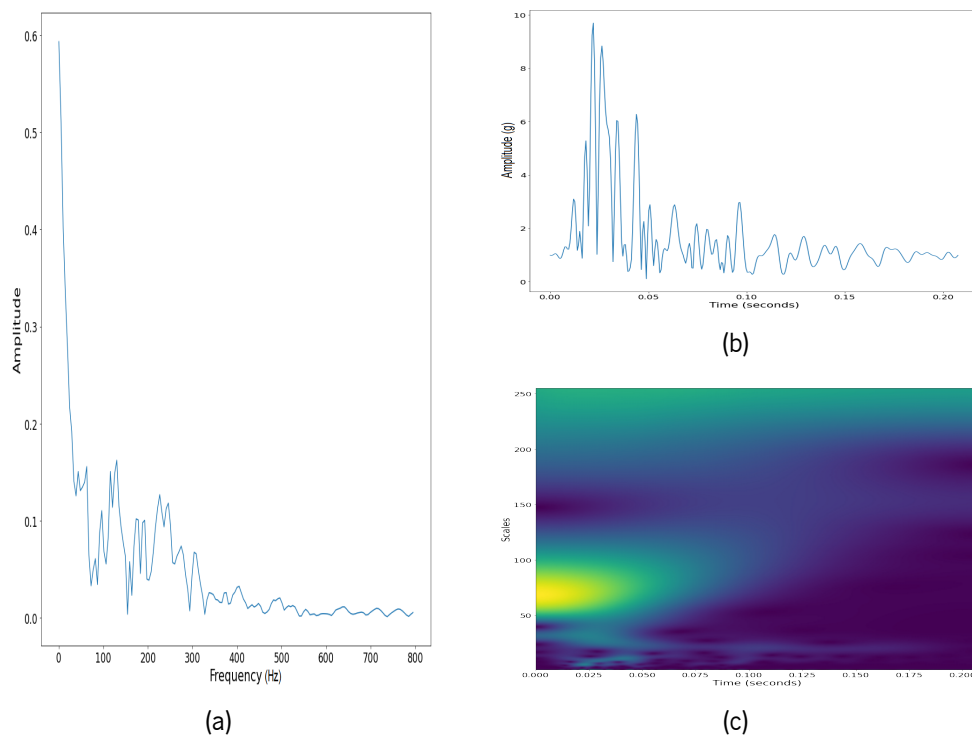 0.6
0.5
0.4
0.3
0.2
0.1
0.0
Amplitude
0 100 200 300 400 500 600 700 800
Frequency (Hz)
(a)
10
8
6
4
2
0
Amplitude (g)
0.00 0.05 0.10 0.15 0.20
Time (seconds)
(b)
250
200
150
100
50
Scales
0.000 0.025 0.050 0.075 0.100 0.125 0.150 0.175 0.200
Time (seconds)
(c)